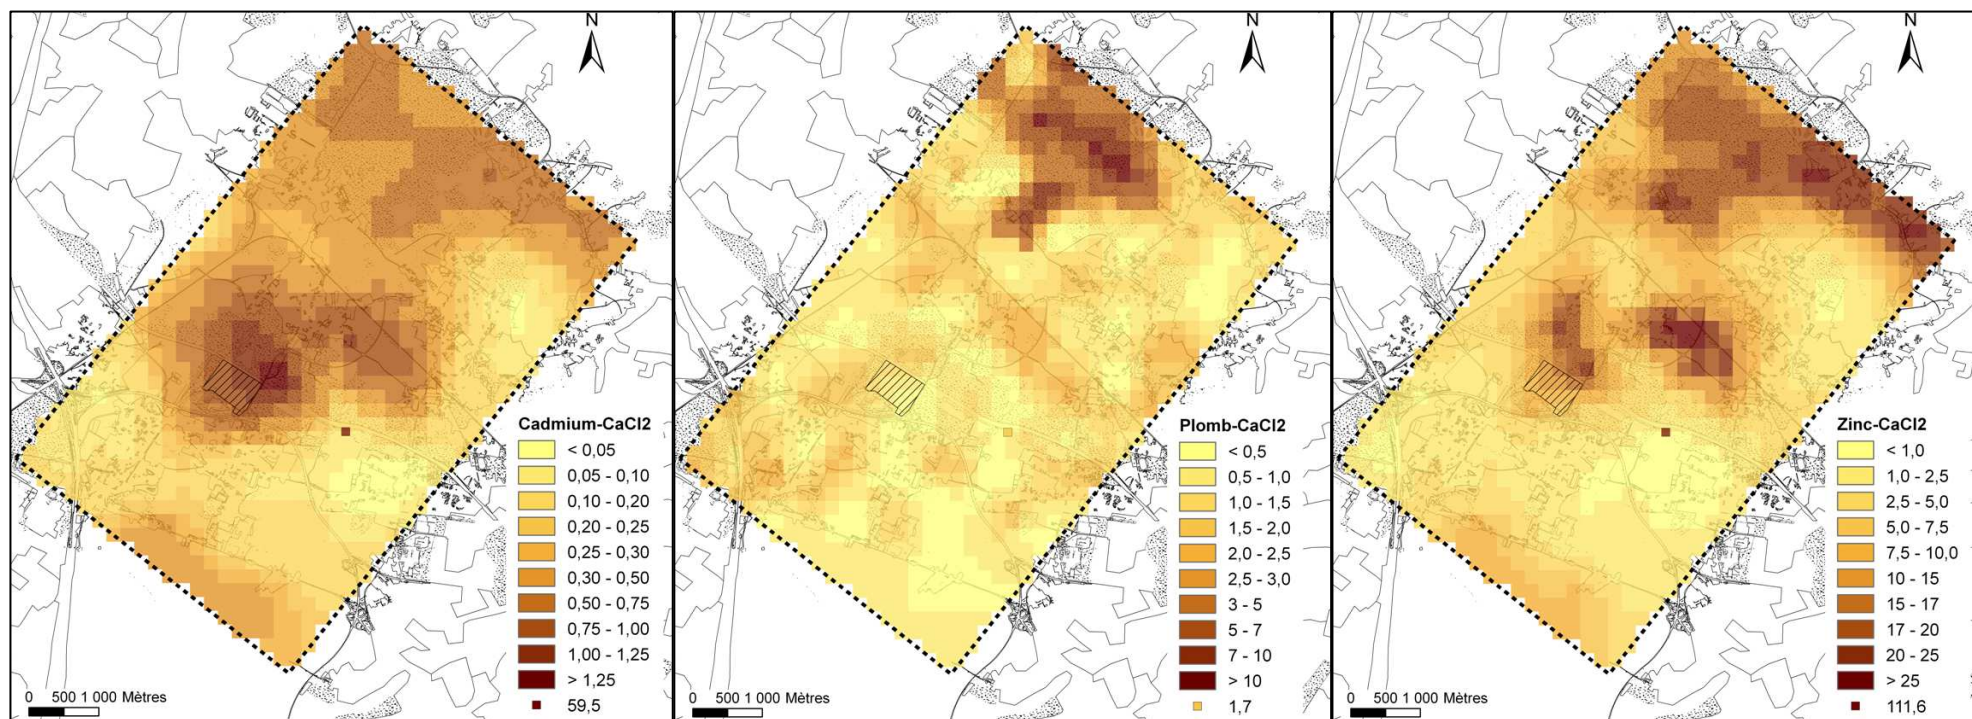 N
Cadmium-CaCl2
< 0,05
0,05 - 0,10
0,10 - 0,20
0,20 - 0,25
0,25 - 0,30
0,30 - 0,50
0,50 - 0,75
0,75 - 1,00
1,00 - 1,25
> 1,25
59,5
0 500 1 000 Mètres
N
Plomb-CaCl2
< 0,5
0,5 - 1,0
1,0 - 1,5
1,5 - 2,0
2,0 - 2,5
2,5 - 3,0
3 - 5
5 - 7
7 - 10
> 10
1,7
0 500 1 000 Mètres
N
Zinc-CaCl2
< 1,0
1,0 - 2,5
2,5 - 5,0
5,0 - 7,5
7,5 - 10,0
10 - 15
15 - 17
17 - 20
20 - 25
> 25
111,6
0 500 1 000 Mètres